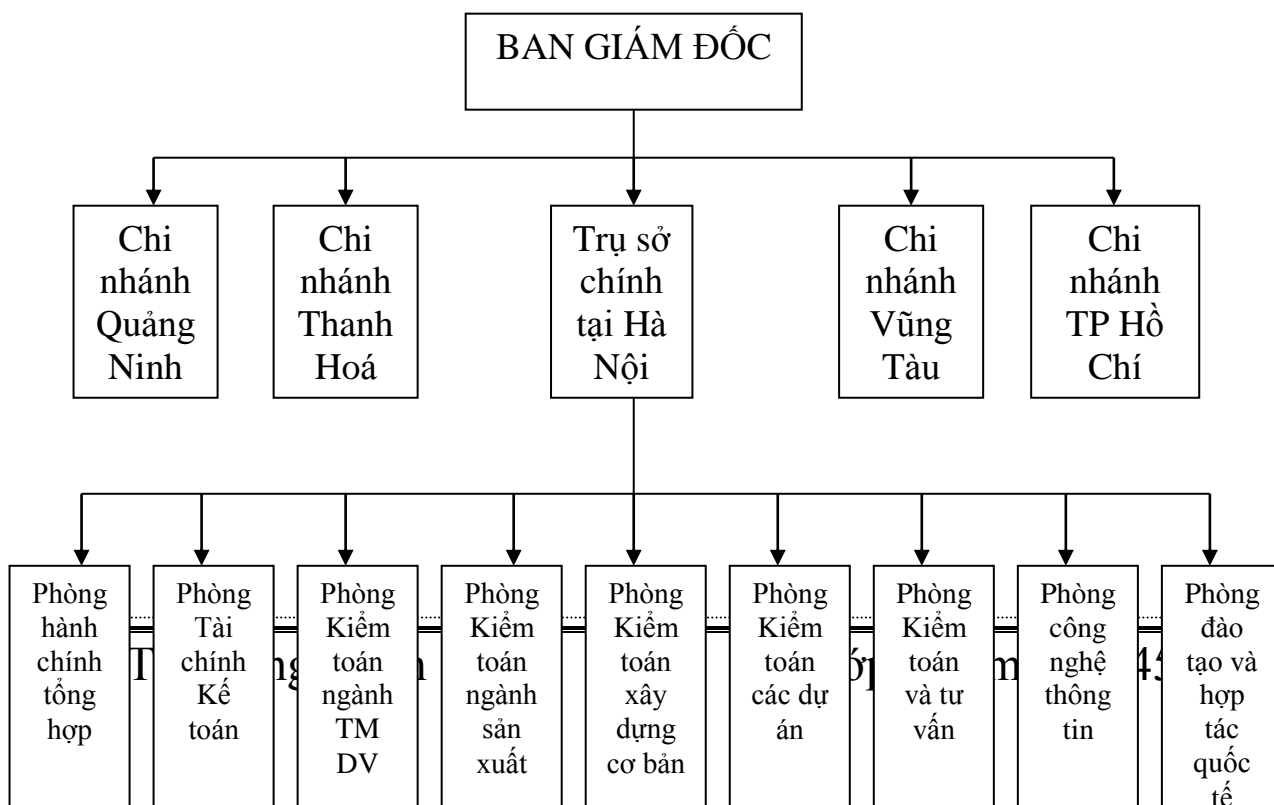 BAN GIÁM ĐỐC
Chi
nhánh
Quảng
Ninh
Chi
nhánh
Thanh
Hoá
Trụ sở
chính
tại Hà
Nội
Chi
nhánh
Vũng
Tàu
Chi
nhánh
TP Hồ
Chí
Phòng
hành
chính
tổng
hợp
Phòng
Tài
chính
Kế
toán
Phòng
Kiểm
toán
ngành
TM
DV
Phòng
Kiểm
toán
ngành
sản
xuất
Phòng
Kiểm
toán
xây
dựng
cơ bản
Phòng
Kiểm
toán
các dự
án
Phòng
Kiểm
toán
và tư
vấn
Phòng
công
nghệ
thông
tin
Phòng
đào
tạo và
hợp
tác
quốc
tế